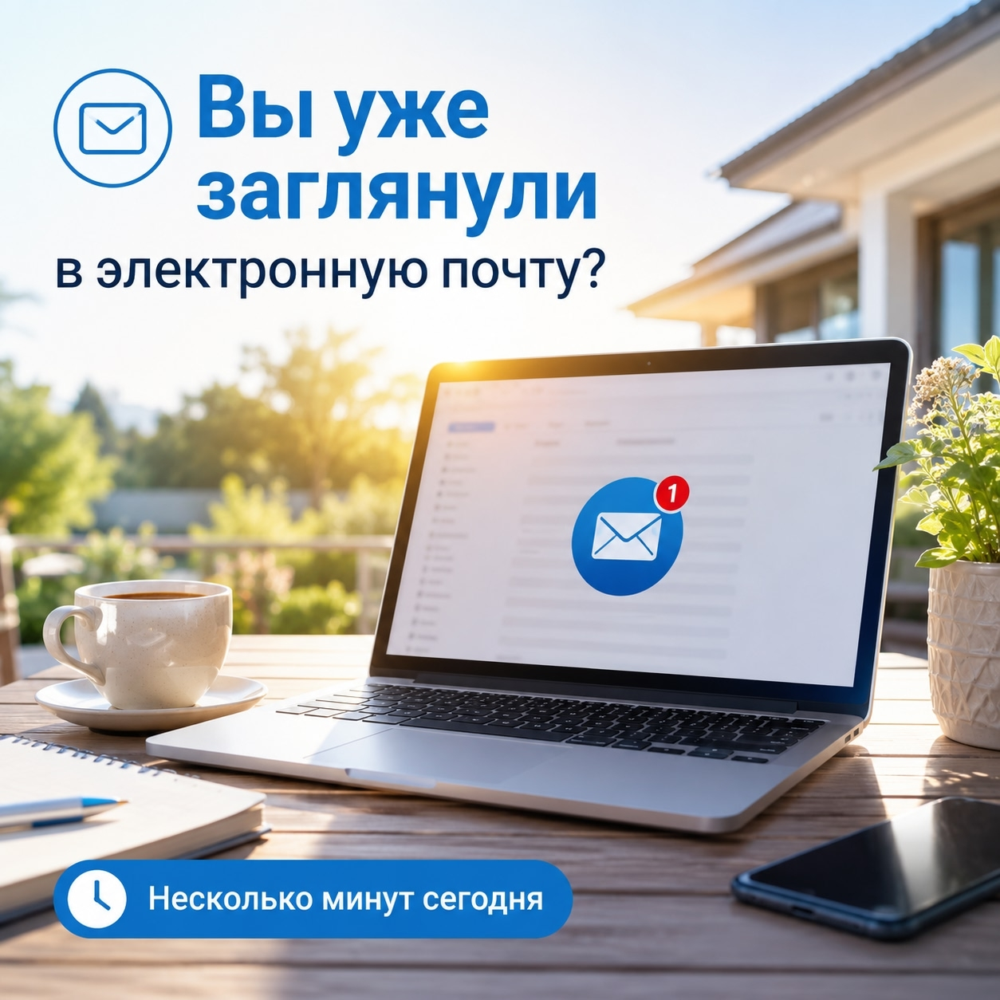 Вы уже
заглянули
в электронную почту?
1
Несколько минут сегодня